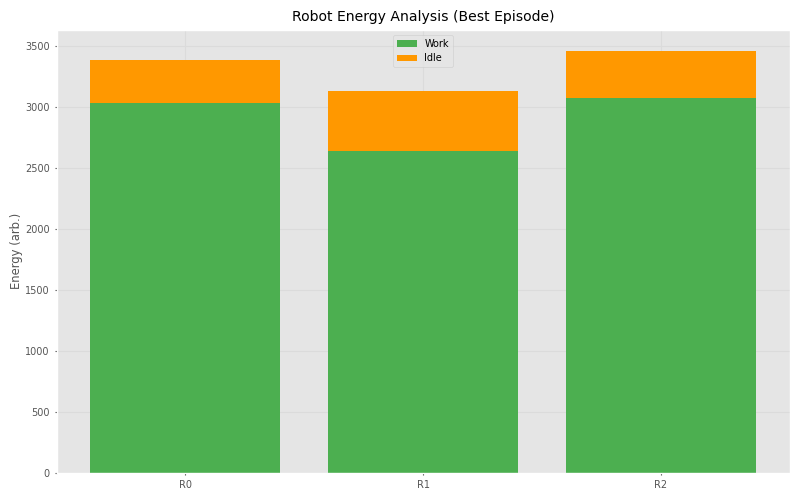 Robot Energy Analysis (Best Episode)
Work
Idle
Energy (arb.)
3500
3000
2500
2000
1500
1000
500
0
R0
R1
R2